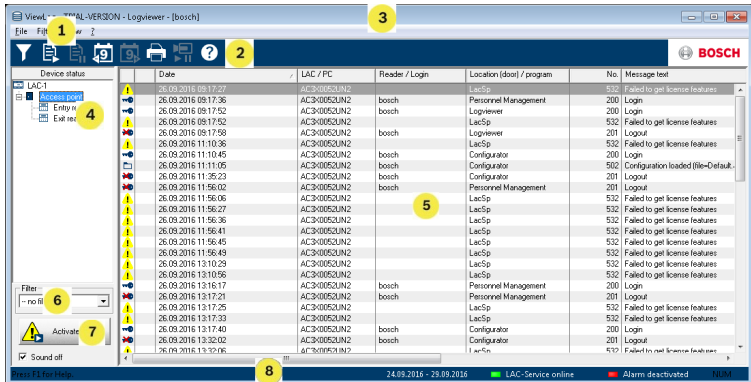 ViewLog TRIAL-VERSION - Logviewer - [bosch]
3
File
?
1
2
BOSCH
Device status
Date / LAC / PC Reader / Login Location (door) / program No. Message text
LAC-1
Access point
Entry
Exit
4
26.09.2016 09:17:27 AC3X0052UN2 LacSp 532 Failed to get license features
26.09.2016 09:17:36 AC3X0052UN2 bosch Personnel Management 200 Login
26.09.2016 09:17:52 AC3X0052UN2 bosch Logviewer 200 Login
26.09.2016 09:17:52 AC3X0052UN2 LacSp 532 Failed to get license features
26.09.2016 09:17:58 AC3X0052UN2 bosch Logviewer 201 Logout
26.09.2016 11:10:36 AC3X0052UN2 LacSp 532 Failed to get license features
26.09.2016 11:10:45 AC3X0052UN2 bosch Configurator 200 Login
26.09.2016 11:11:05 AC3X0052UN2 bosch Configurator 502 Configuration loaded (file=Default.
26.09.2016 11:35:23 AC3X0052UN2 bosch Configurator 201 Logout
26.09.2016 11:56:02 AC3X0052UN2 bosch Personnel Management 201 Logout
26.09.2016 11:56:06 AC3X0052UN2 LacSp 532 Failed to get license features
26.09.2016 11:56:27 AC3X0052UN2 5 LacSp 532 Failed to get license features
26.09.2016 11:56:36 AC3X0052UN2 LacSp 532 Failed to get license features
26.09.2016 11:56:41 AC3X0052UN2 LacSp 532 Failed to get license features
26.09.2016 11:56:45 AC3X0052UN2 LacSp 532 Failed to get license features
26.09.2016 11:56:49 AC3X0052UN2 LacSp 532 Failed to get license features
26.09.2016 13:10:29 AC3X0052UN2 LacSp 532 Failed to get license features
26.09.2016 13:10:56 AC3X0052UN2 LacSp 532 Failed to get license features
26.09.2016 13:16:17 AC3X0052UN2 bosch Personnel Management 200 Login
26.09.2016 13:17:21 AC3X0052UN2 bosch Personnel Management 201 Logout
26.09.2016 13:17:25 AC3X0052UN2 LacSp 532 Failed to get license features
26.09.2016 13:17:33 AC3X0052UN2 LacSp 532 Failed to get license features
26.09.2016 13:17:40 AC3X0052UN2 bosch Configurator 200 Login
26.09.2016 13:32:02 AC3X0052UN2 bosch Configurator 201 Logout
26.09.2016 13:32:06 AC3X0052UN2 LacSp 532 Failed to get license features
Filter
-- no
6
Activate
7
Sound off
8
Press F1 for Help.
24.09.2016 - 29.09.2016 LAC-Service online Alarm deactivated NUM